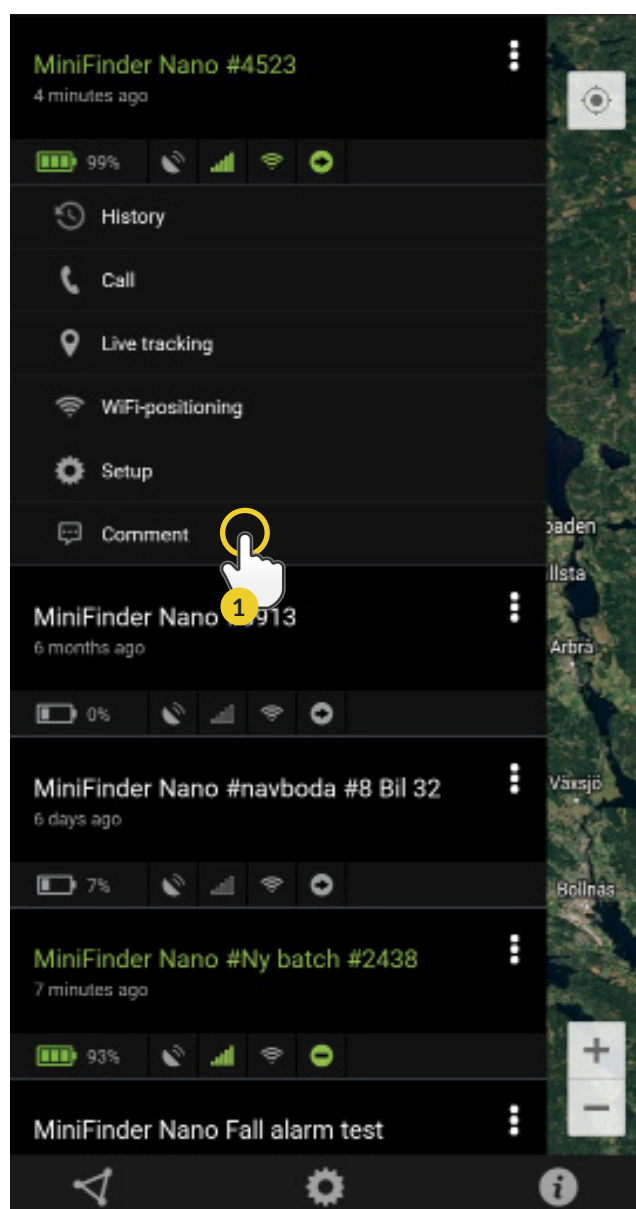 MiniFinder Nano #4523
4 minutes ago
99%
History
Call
Live tracking
WiFi-positioning
Setup
Comment
1
MiniFinder Nano 913
6 months ago
0%
MiniFinder Nano #navboda #8 Bil 32
6 days ago
7%
MiniFinder Nano #Ny batch #2438
7 minutes ago
93%
MiniFinder Nano Fall alarm test
Arbrå
Växsjö
Bollnäs
+
−
i